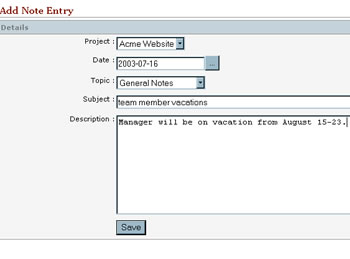 Add Note Entry
Details
Project : Acme Website
Date : 2003-07-16 ...
Topic : General Notes
Subject : team member vacations
Description : Manager will be on vacation from August 15-23.
Save